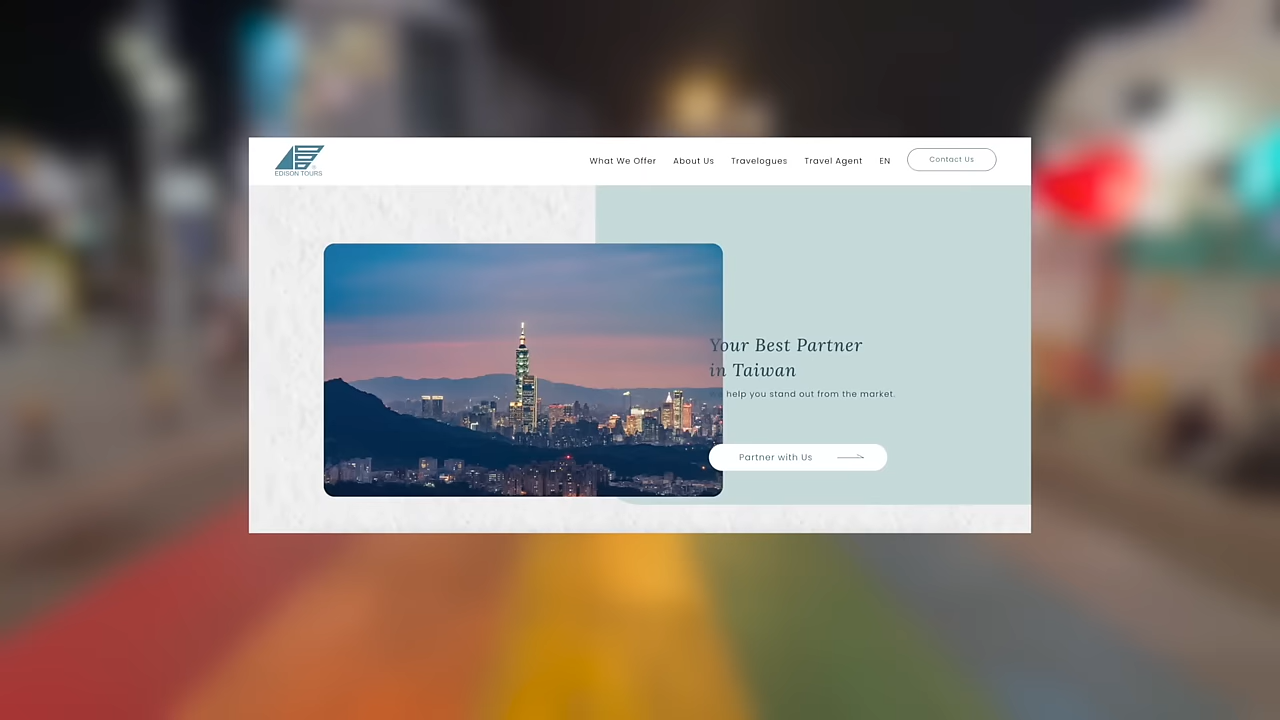 EDISON TOURS
What We Offer
About Us
Travelogues
Travel Agent
EN
Contact Us
Your Best Partner
in Taiwan
help you stand out from the market.
Partner with Us